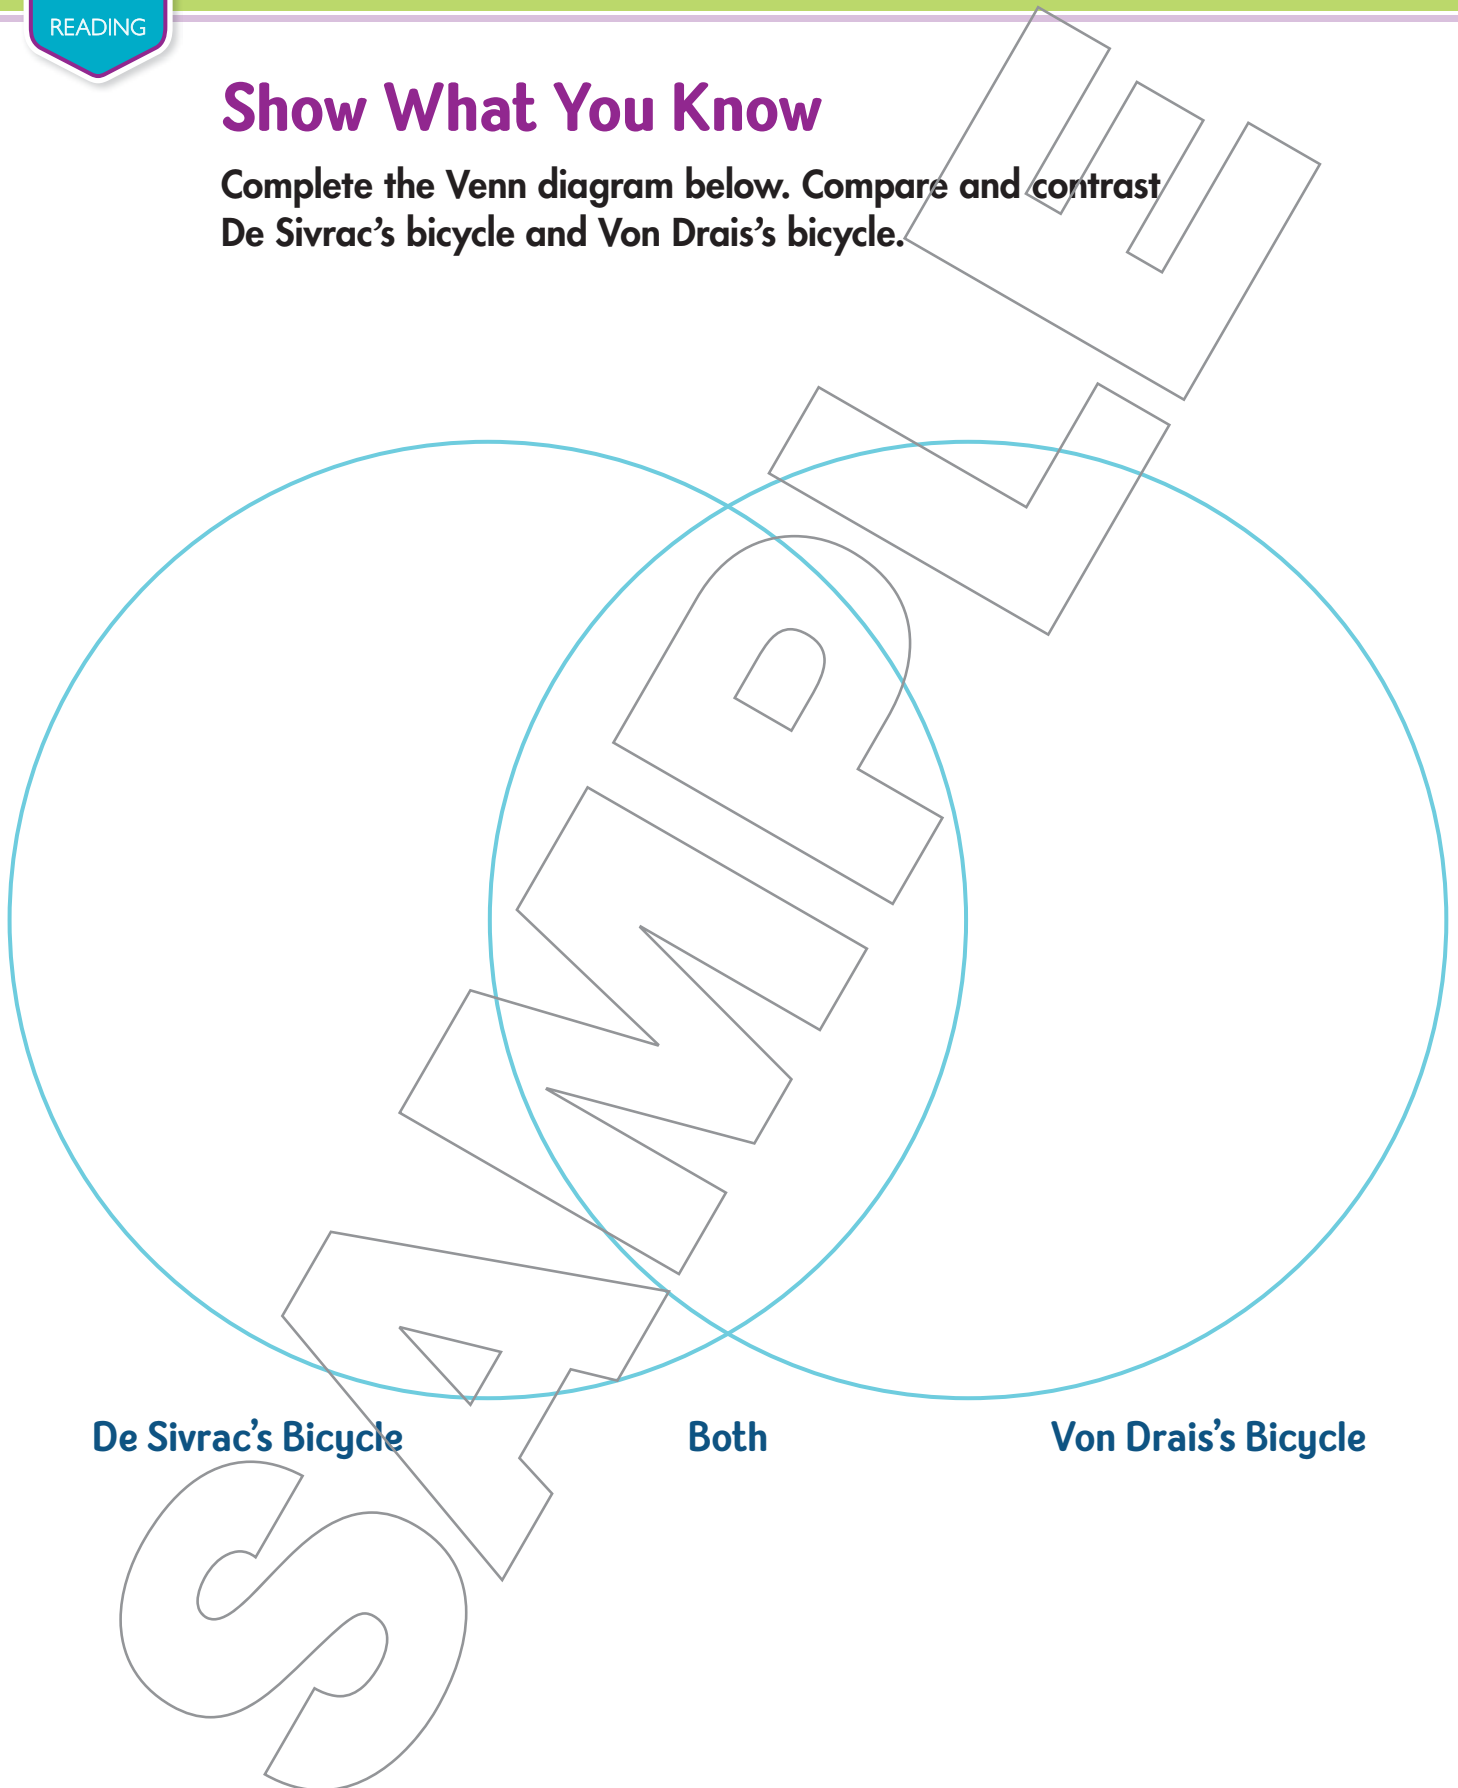 READING
Show What You Know
Complete the Venn diagram below. Compare and contrast
De Sivrac’s bicycle and Von Drais’s bicycle.
De Sivrac’s Bicycle
Both
Von Drais’s Bicycle
SAMPLE